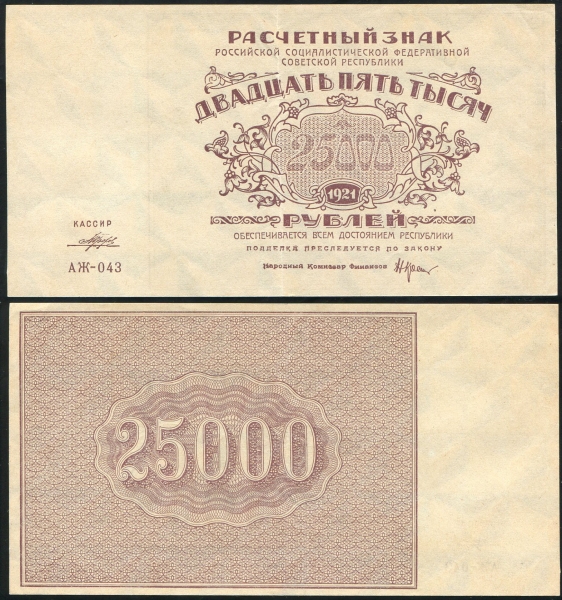 РАСЧЕТНЫЙ ЗНАК
РОССИЙСКОЙ СОЦИАЛИСТИЧЕСКОЙ ФЕДЕРАТИВНОЙ
СОВЕТСКОЙ РЕСПУБЛИКИ
ДВАДЦАТЬ ПЯТЬ ТЫСЯЧ
25000
1921
РУБЛЕЙ
ОБЕСПЕЧИВАЕТСЯ ВСЕМ ДОСТОЯНИЕМ РЕСПУБЛИКИ
ПОДДЕЛКА ПРЕСЛЕДУЕТСЯ ПО ЗАКОНУ
Народный Комиссар Финансов
КАССИР
АЖ-043
25000